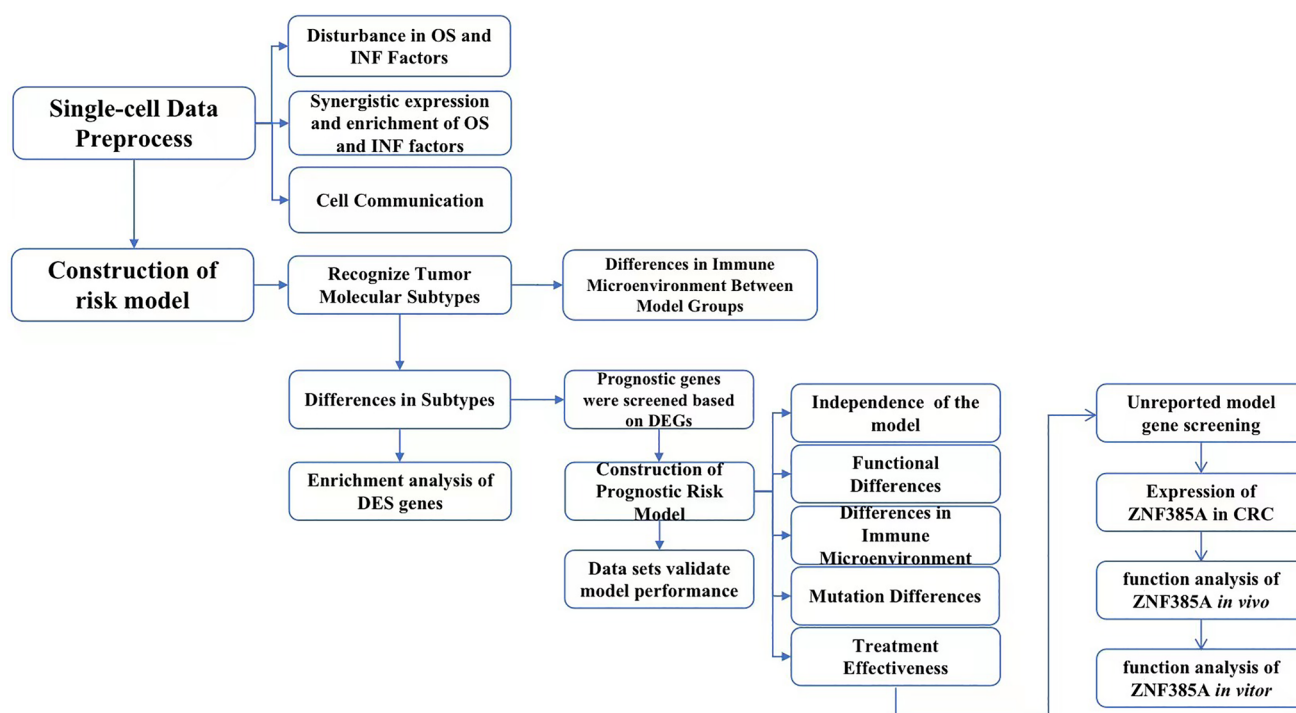 Disturbance in OS and
INF Factors
Single-cell Data
Preprocess
Synergistic expression
and enrichment of OS
and INF factors
Cell Communication
Construction of
risk model
Recognize Tumor
Molecular Subtypes
Differences in Immune
Microenvironment Between
Model Groups
Differences in Subtypes
Prognostic genes
were screened based
on DEGs
Enrichment analysis of
DES genes
Construction of
Prognostic Risk
Model
Data sets validate
model performance
Independence of the
model
Functional
Differences
Differences in
Immune
Microenvironment
Mutation Differences
Treatment
Effectiveness
Unreported model
gene screening
Expression of
ZNF385A in CRC
function analysis of
ZNF385A in vivo
function analysis of
ZNF385A in vitor